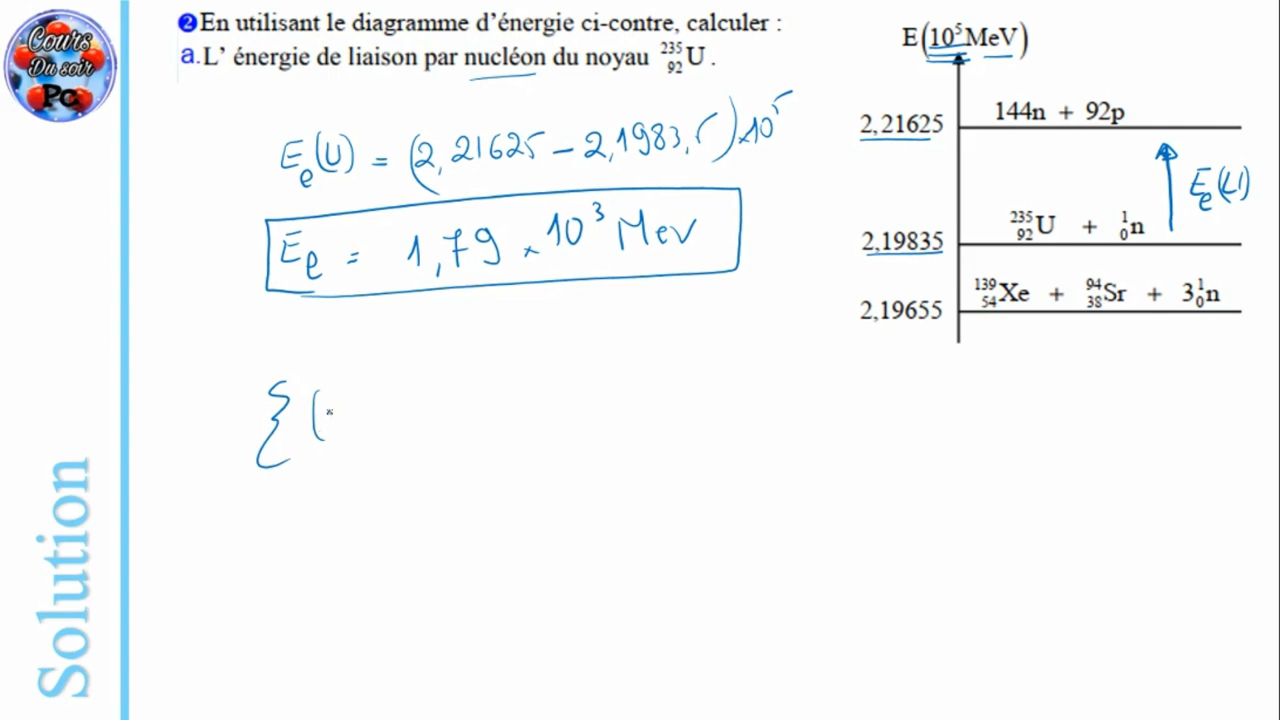 Cours
Du soir
PC
Solution
❷En utilisant le diagramme d’énergie ci-contre, calculer :
a.L’ énergie de liaison par nucléon du noyau ²³⁵₉₂U .
Eₑ(U) = (2,21625 – 2,1983,5) × 10⁵
Eₑ = 1,79 × 10³ Mev
ξ (
E(10⁵MeV)
2,21625 144n + 92p
Eₑ(U)
2,19835 ²³⁵₉₂U + ¹₀n
2,19655 ¹³⁹₅₄Xe + ⁹⁴₃₈Sr + 3¹₀n